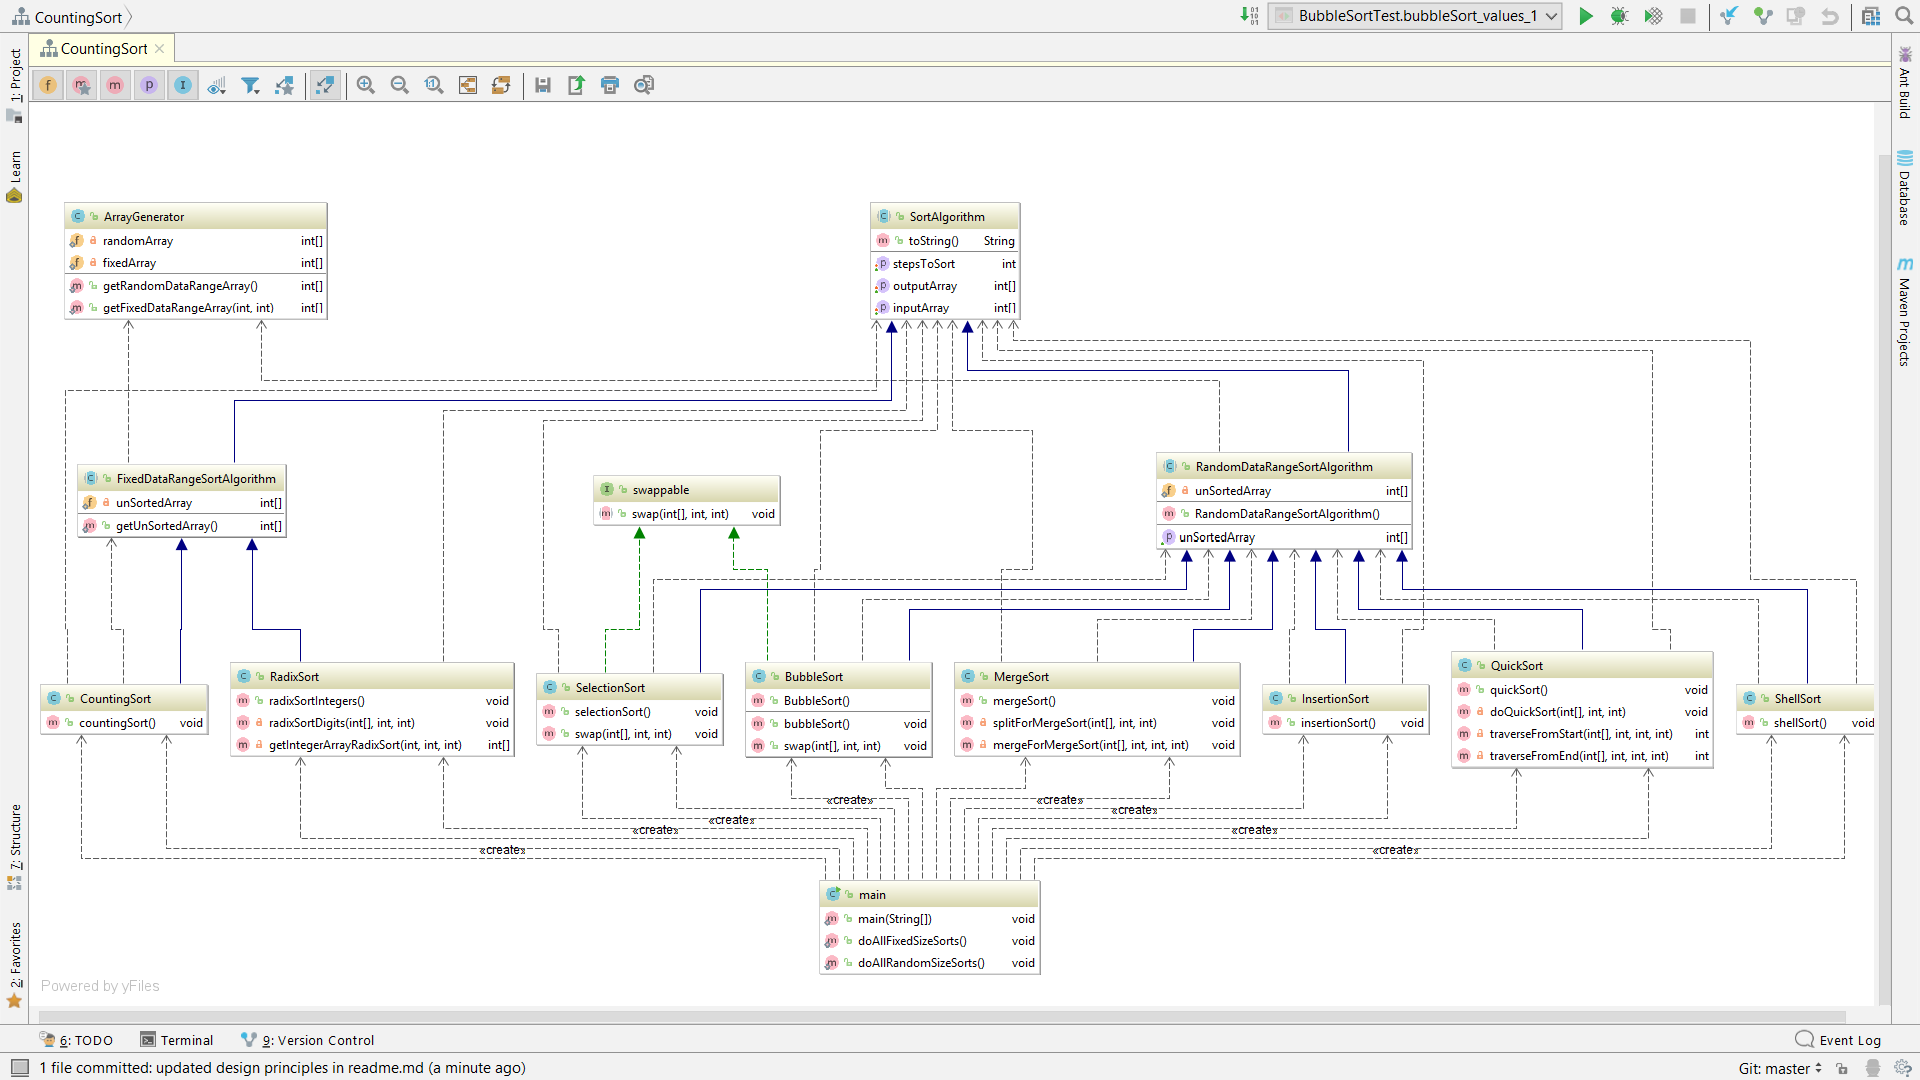 CountingSort
BubbleSortTest.bubbleSort_values_1
CountingSort
1: Project
Learn
7: Structure
2: Favorites
Ant Build
Database
Maven Projects
ArrayGenerator
randomArray int[]
fixedArray int[]
getRandomDataRangeArray() int[]
getFixedDataRangeArray(int, int) int[]
SortAlgorithm
toString() String
stepsToSort int
outputArray int[]
inputArray int[]
FixedDataRangeSortAlgorithm
unSortedArray int[]
getUnSortedArray() int[]
swappable
swap(int[], int, int) void
RandomDataRangeSortAlgorithm
unSortedArray int[]
RandomDataRangeSortAlgorithm()
unSortedArray int[]
CountingSort
countingSort() void
RadixSort
radixSortIntegers() void
radixSortDigits(int[], int, int) void
getIntegerArrayRadixSort(int, int, int) int[]
SelectionSort
selectionSort() void
swap(int[], int, int) void
BubbleSort
BubbleSort()
bubbleSort() void
swap(int[], int, int) void
MergeSort
mergeSort() void
splitForMergeSort(int[], int, int) void
mergeForMergeSort(int[], int, int, int) void
InsertionSort
insertionSort() void
QuickSort
quickSort() void
doQuickSort(int[], int, int) void
traverseFromStart(int[], int, int, int) int
traverseFromEnd(int[], int, int, int) int
ShellSort
shellSort() void
«create»
«create»
«create»
«create»
«create»
«create»
«create»
«create»
main
main(String[]) void
doAllFixedSizeSorts() void
doAllRandomSizeSorts() void
Powered by yFiles
6: TODO Terminal 9: Version Control Event Log
1 file committed: updated design principles in readme.md (a minute ago) Git: master